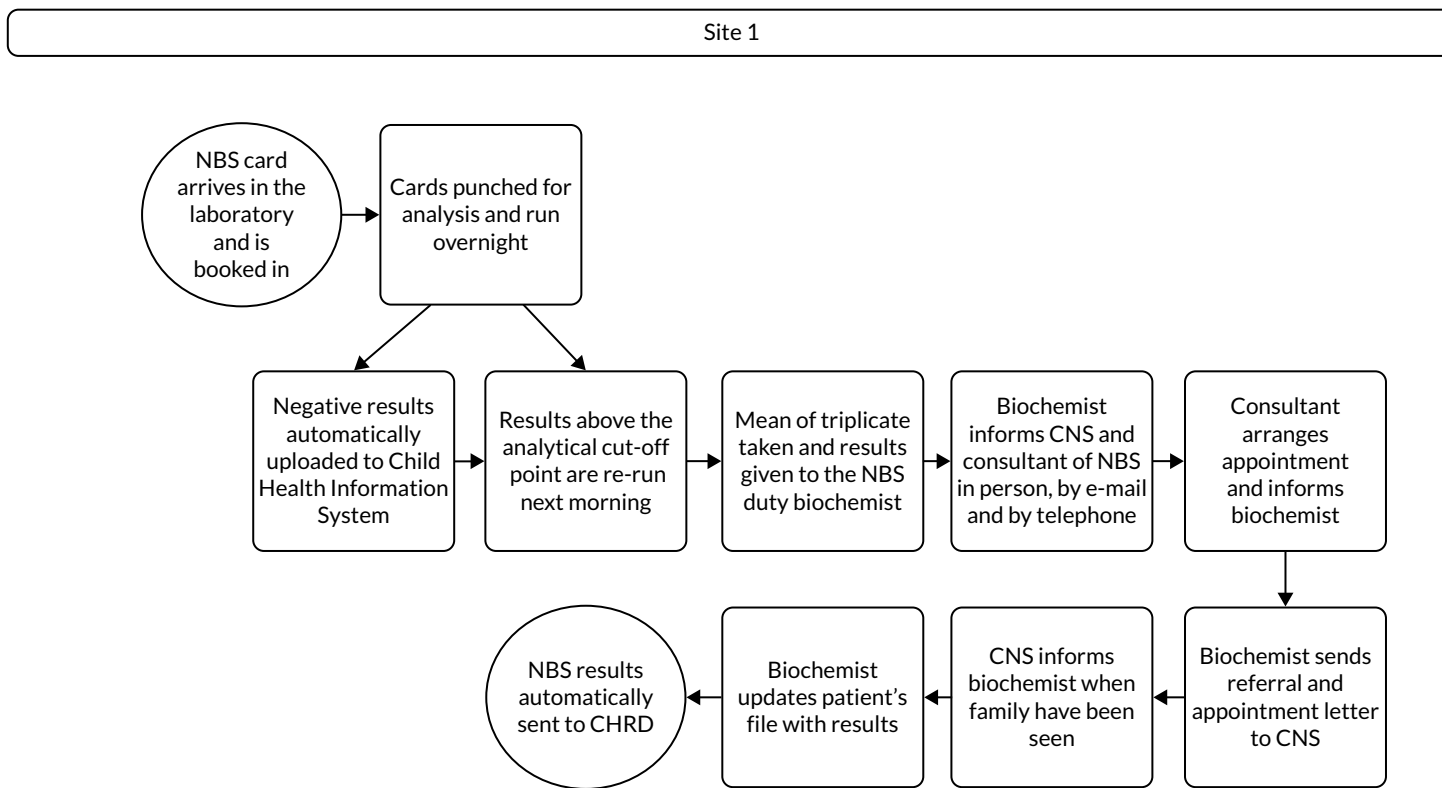 Site 1
NBS card
arrives in the
laboratory
and is
booked in
Cards punched for
analysis and run
overnight
Negative results
automatically
uploaded to Child
Health Information
System
Results above the
analytical cut-off
point are re-run
next morning
Mean of triplicate
taken and results
given to the NBS
duty biochemist
Biochemist
informs CNS and
consultant of NBS
in person, by e-mail
and by telephone
Consultant
arranges
appointment
and informs
biochemist
Biochemist sends
referral and
appointment letter
to CNS
CNS informs
biochemist when
family have been
seen
Biochemist
updates patient’s
file with results
NBS results
automatically
sent to CHRD